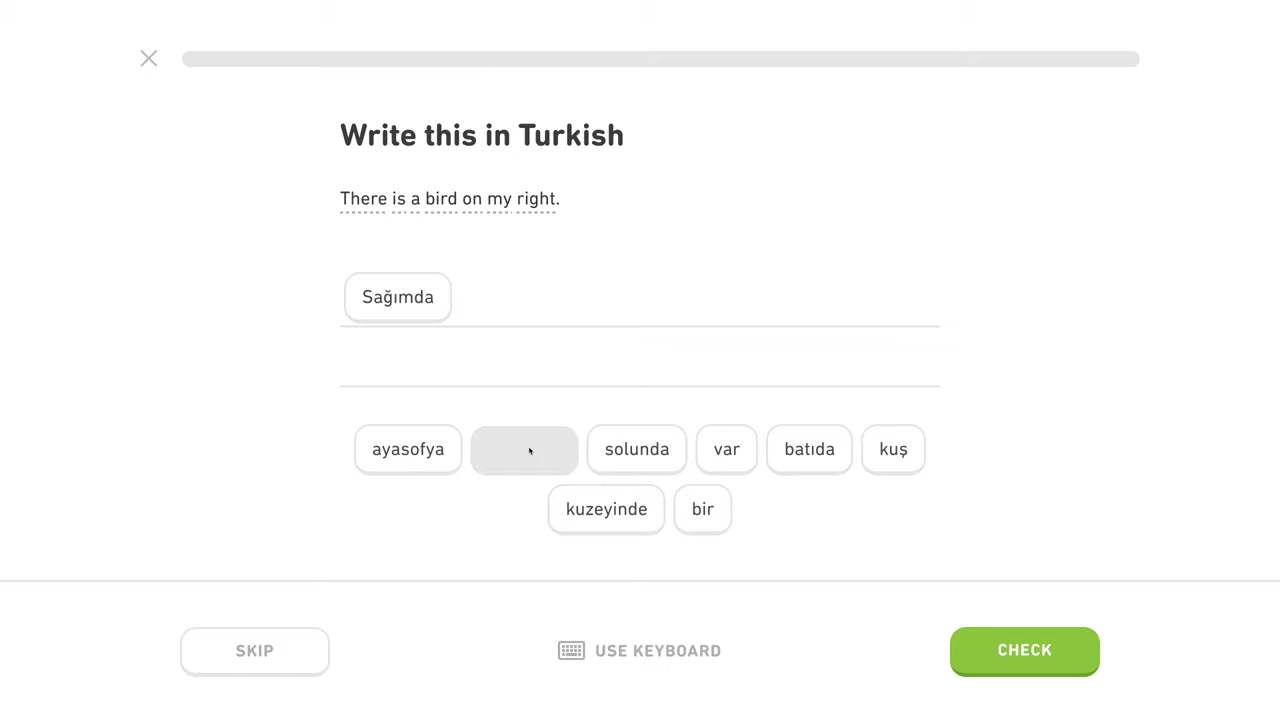 Write this in Turkish
There is a bird on my right.
Sağımda
ayasofya solunda var batıda kuş
kuzeyinde bir
SKIP USE KEYBOARD CHECK